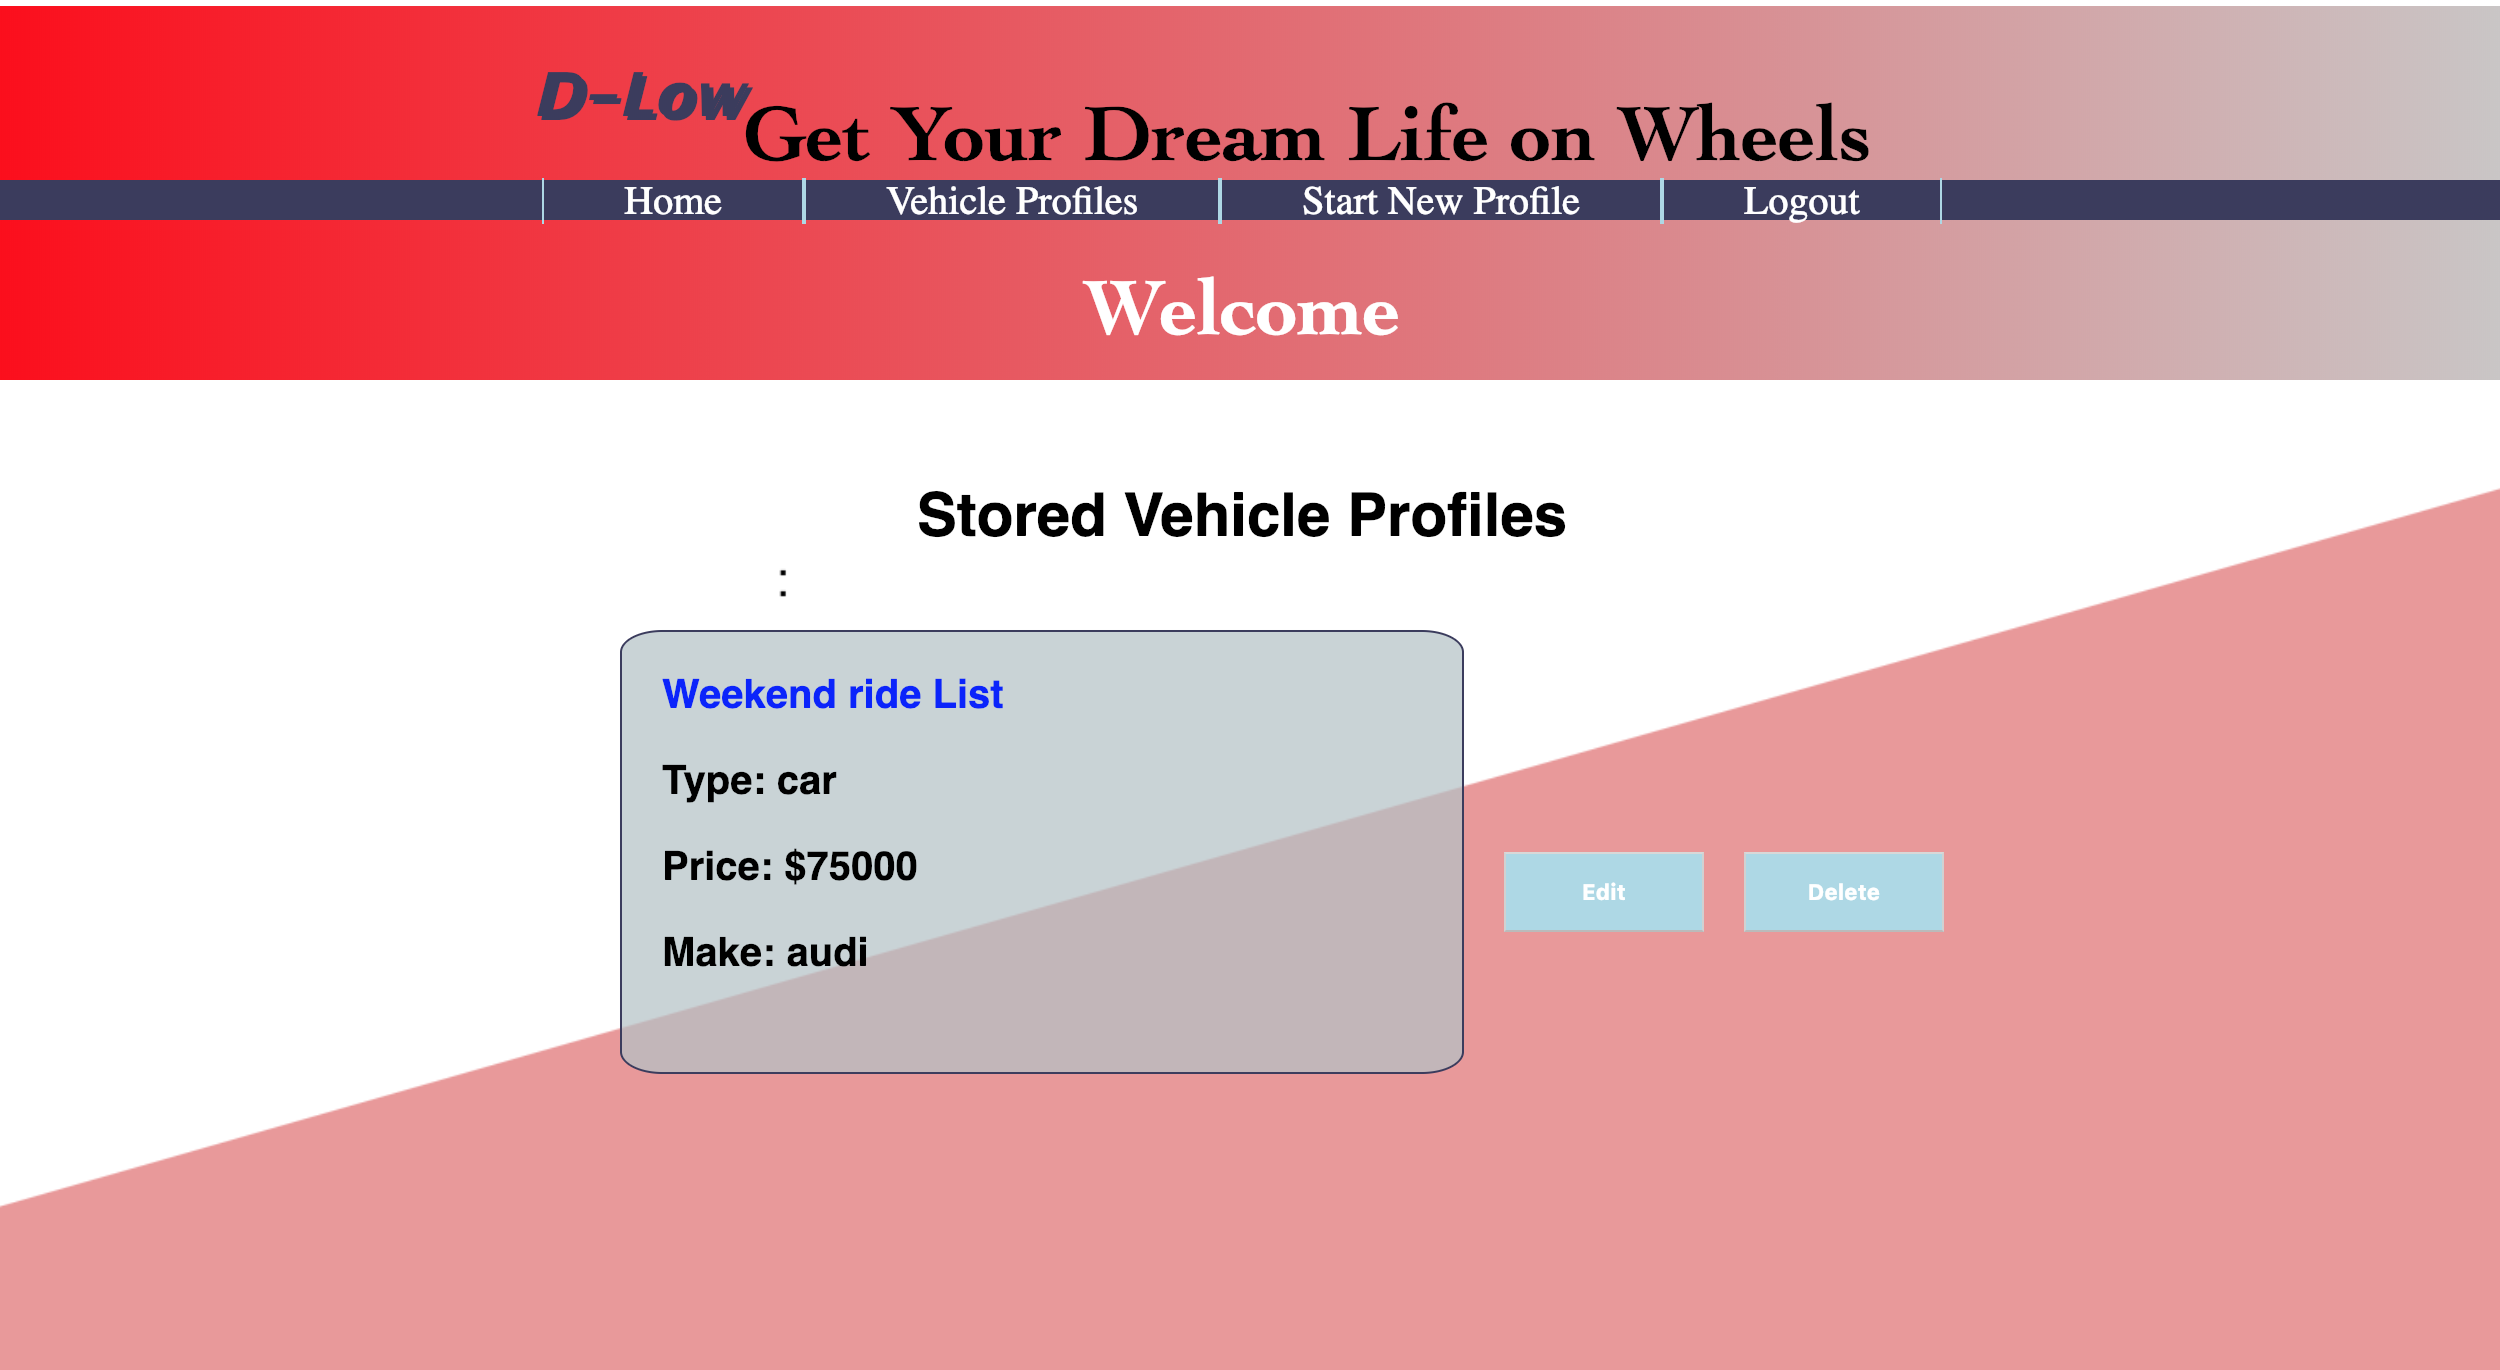 D-Low
Get Your Dream Life on Wheels
Home Vehicle Profiles Start New Profile Logout
Welcome
Stored Vehicle Profiles
:
Weekend ride List
Type: car
Price: $75000
Make: audi
Edit Delete